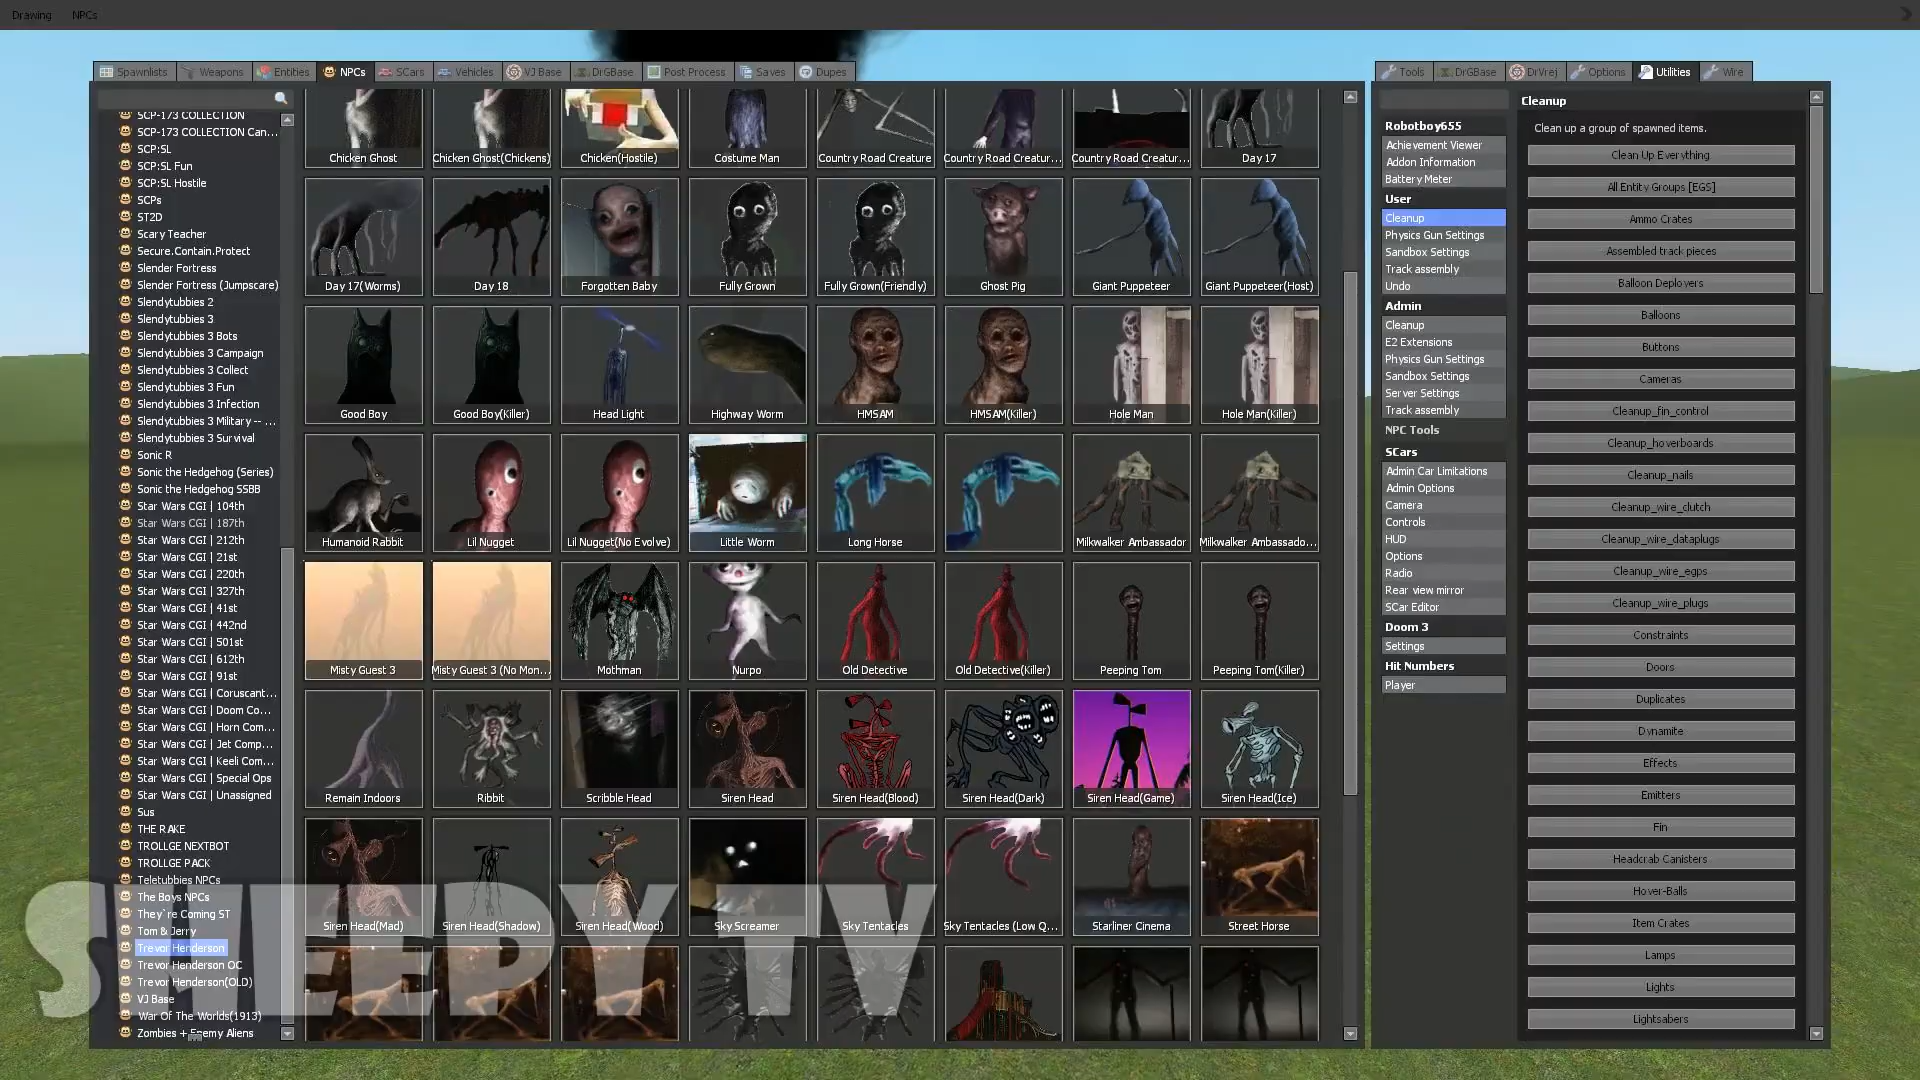 Drawing NPCs
Spawnlists Weapons Entities NPCs SCars Vehicles VJ Base DrGBase Post Process Saves Dupes
Tools DrGBase DrVrej Options Utilities Wire
SCP-173 COLLECTION
SCP-173 COLLECTION Can...
SCP:SL
SCP:SL Fun
SCP:SL Hostile
SCPs
ST2D
Scary Teacher
Secure.Contain.Protect
Slender Fortress
Slender Fortress (Jumpscare)
Slendytubbies 2
Slendytubbies 3
Slendytubbies 3 Bots
Slendytubbies 3 Campaign
Slendytubbies 3 Collect
Slendytubbies 3 Fun
Slendytubbies 3 Infection
Slendytubbies 3 Military -- ...
Slendytubbies 3 Survival
Sonic R
Sonic the Hedgehog (Series)
Sonic the Hedgehog SSBB
Star Wars CGI | 104th
Star Wars CGI | 187th
Star Wars CGI | 212th
Star Wars CGI | 21st
Star Wars CGI | 220th
Star Wars CGI | 327th
Star Wars CGI | 41st
Star Wars CGI | 442nd
Star Wars CGI | 501st
Star Wars CGI | 612th
Star Wars CGI | 91st
Star Wars CGI | Coruscant...
Star Wars CGI | Doom Co...
Star Wars CGI | Horn Com...
Star Wars CGI | Jet Comp...
Star Wars CGI | Keeli Com...
Star Wars CGI | Special Ops
Star Wars CGI | Unassigned
Sus
THE RAKE
TROLLGE NEXTBOT
TROLLGE PACK
Teletubbies NPCs
The Boys NPCs
They`re Coming ST
Tom & Jerry
Trevor Henderson
Trevor Henderson OC
Trevor Henderson(OLD)
VJ Base
War Of The Worlds(1913)
Zombies + Enemy Aliens
Chicken Ghost Chicken Ghost(Chickens) Chicken(Hostile) Costume Man Country Road Creature Country Road Creatur... Country Road Creatur... Day 17
Day 17(Worms) Day 18 Forgotten Baby Fully Grown Fully Grown(Friendly) Ghost Pig Giant Puppeteer Giant Puppeteer(Host)
Good Boy Good Boy(Killer) Head Light Highway Worm HMSAM HMSAM(Killer) Hole Man Hole Man(Killer)
Humanoid Rabbit Lil Nugget Lil Nugget(No Evolve) Little Worm Long Horse Milkwalker Ambassador Milkwalker Ambassado...
Misty Guest 3 Misty Guest 3 (No Mon... Mothman Nurpo Old Detective Old Detective(Killer) Peeping Tom Peeping Tom(Killer)
Remain Indoors Ribbit Scribble Head Siren Head Siren Head(Blood) Siren Head(Dark) Siren Head(Game) Siren Head(Ice)
Siren Head(Mad) Siren Head(Shadow) Siren Head(Wood) Sky Screamer Sky Tentacles Sky Tentacles (Low Q... Starliner Cinema Street Horse
SWEEPY TV
Robotboy655
Achievement Viewer
Addon Information
Battery Meter
User
Cleanup
Physics Gun Settings
Sandbox Settings
Track assembly
Undo
Admin
Cleanup
E2 Extensions
Physics Gun Settings
Sandbox Settings
Server Settings
Track assembly
NPC Tools
SCars
Admin Car Limitations
Admin Options
Camera
Controls
HUD
Options
Radio
Rear view mirror
SCar Editor
Doom 3
Settings
Hit Numbers
Player
Cleanup
Clean up a group of spawned items.
Clean Up Everything
All Entity Groups [EGS]
Ammo Crates
Assembled track pieces
Balloon Deployers
Balloons
Buttons
Cameras
Cleanup_fin_control
Cleanup_hoverboards
Cleanup_nails
Cleanup_wire_clutch
Cleanup_wire_dataplugs
Cleanup_wire_egps
Cleanup_wire_plugs
Constraints
Doors
Duplicates
Dynamite
Effects
Emitters
Fin
Headcrab Canisters
Hover-Balls
Item Crates
Lamps
Lights
Lightsabers